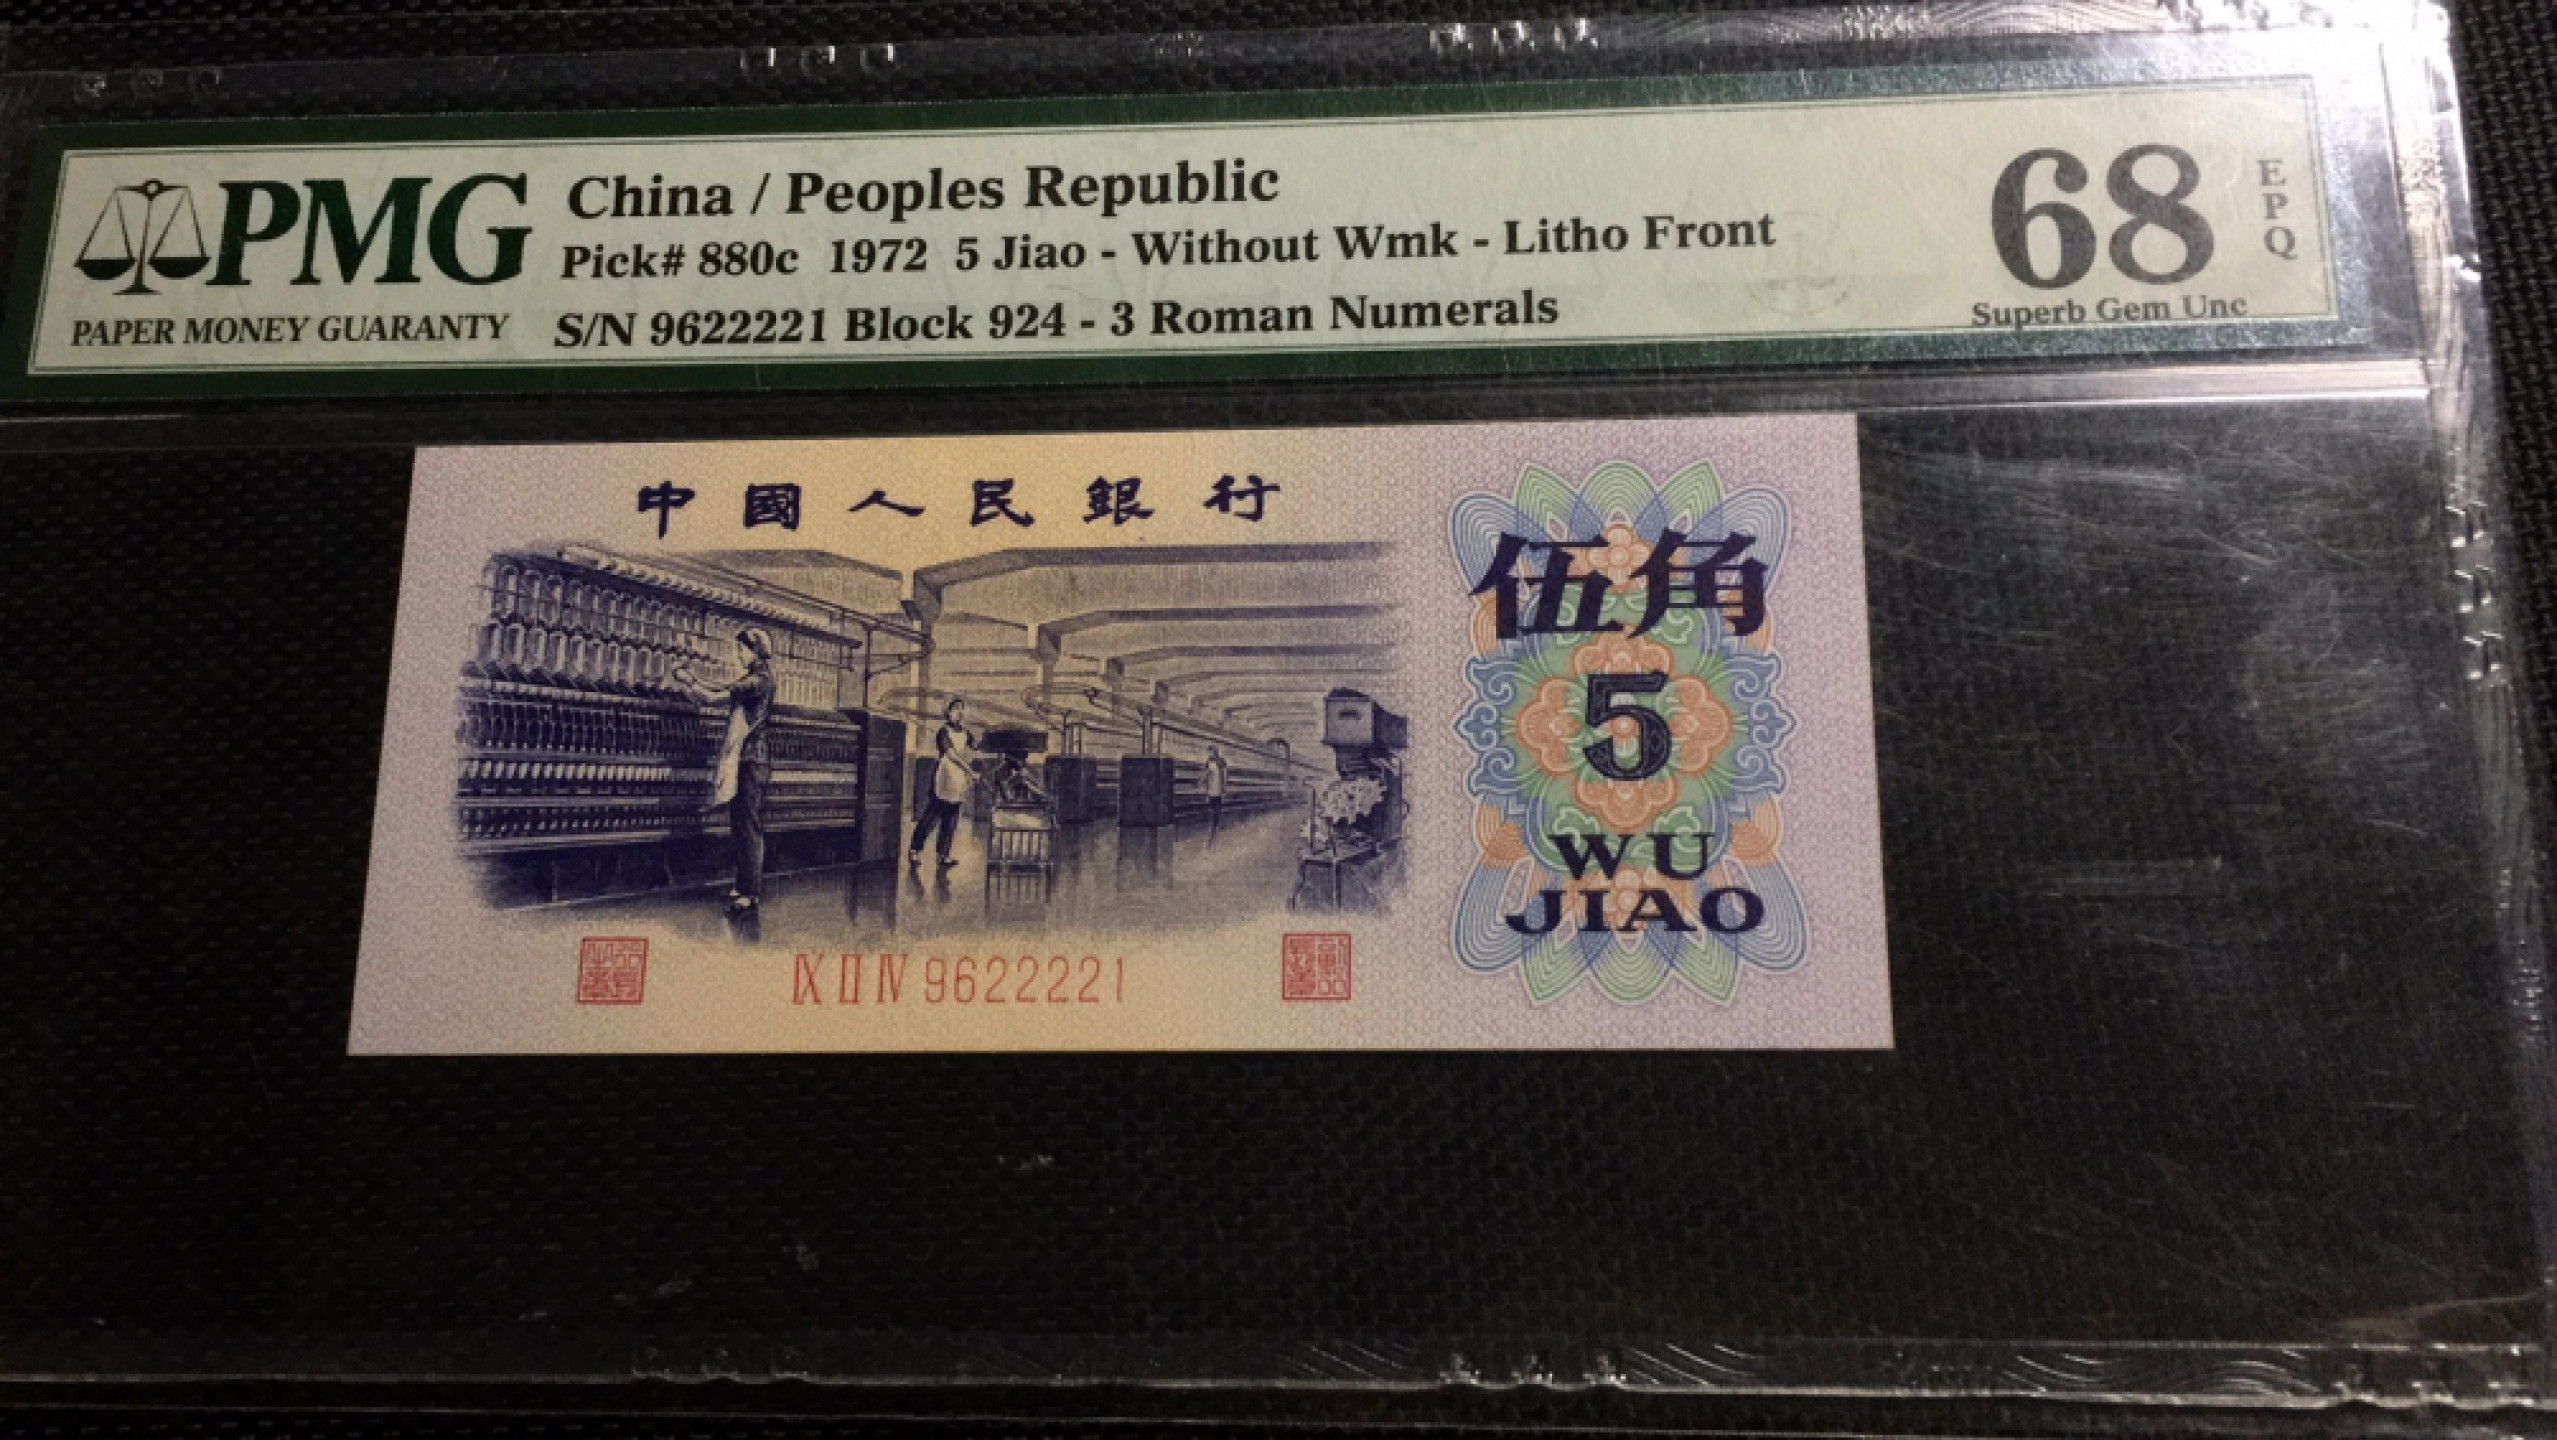 PMG
PAPER MONEY GUARANTY
China / Peoples Republic
Pick# 880c 1972 5 Jiao - Without Wmk - Litho Front
S/N 9622221 Block 924 - 3 Roman Numerals
68
EPQ
Superb Gem Unc
中國人民銀行
伍角
5
WU
JIAO
IX II IV 9622221